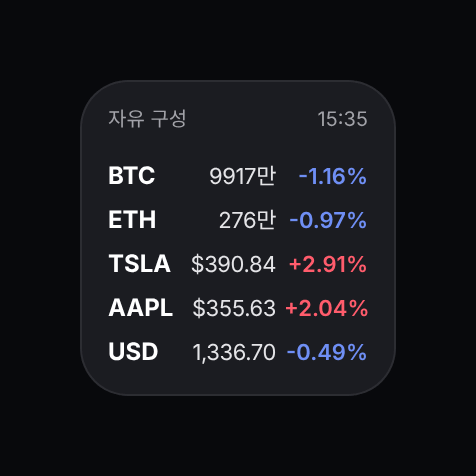 자유 구성 15:35
BTC 9917만 -1.16%
ETH 276만 -0.97%
TSLA $390.84 +2.91%
AAPL $355.63 +2.04%
USD 1,336.70 -0.49%